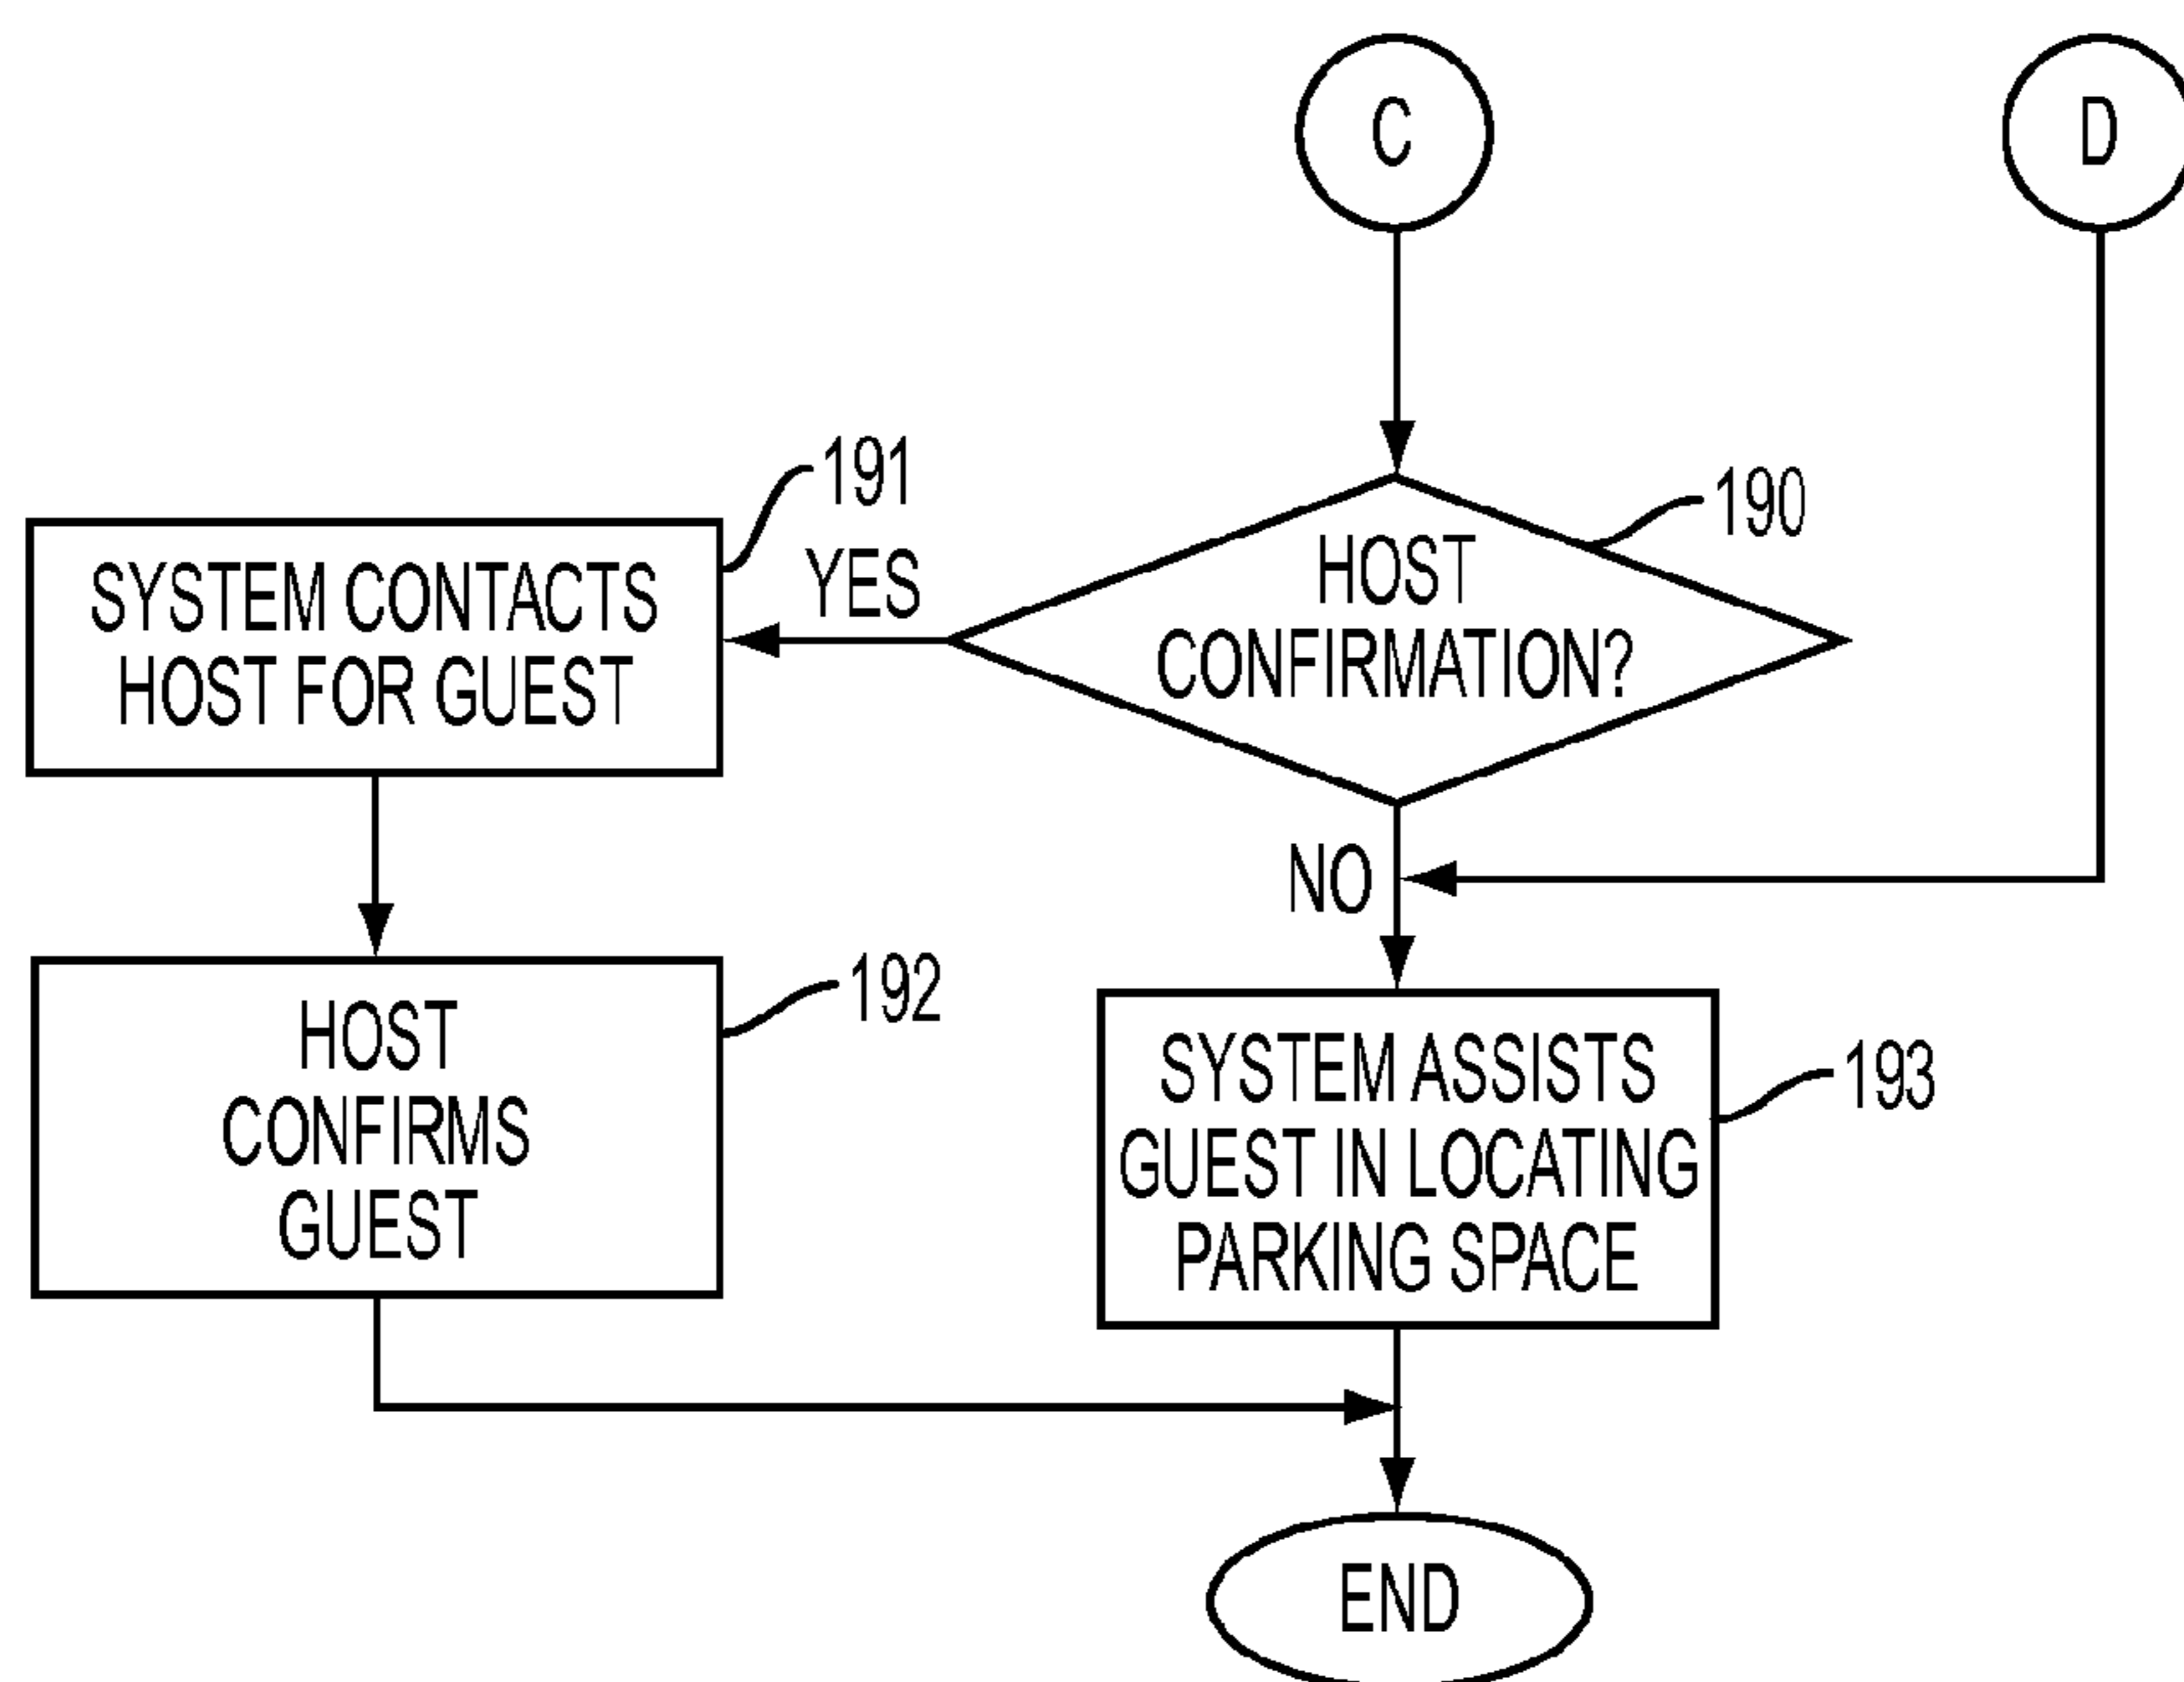 C
D
191
190
YES
HOST
CONFIRMATION?
SYSTEM CONTACTS
HOST FOR GUEST
NO
192
HOST
CONFIRMS
GUEST
193
SYSTEM ASSISTS
GUEST IN LOCATING
PARKING SPACE
END